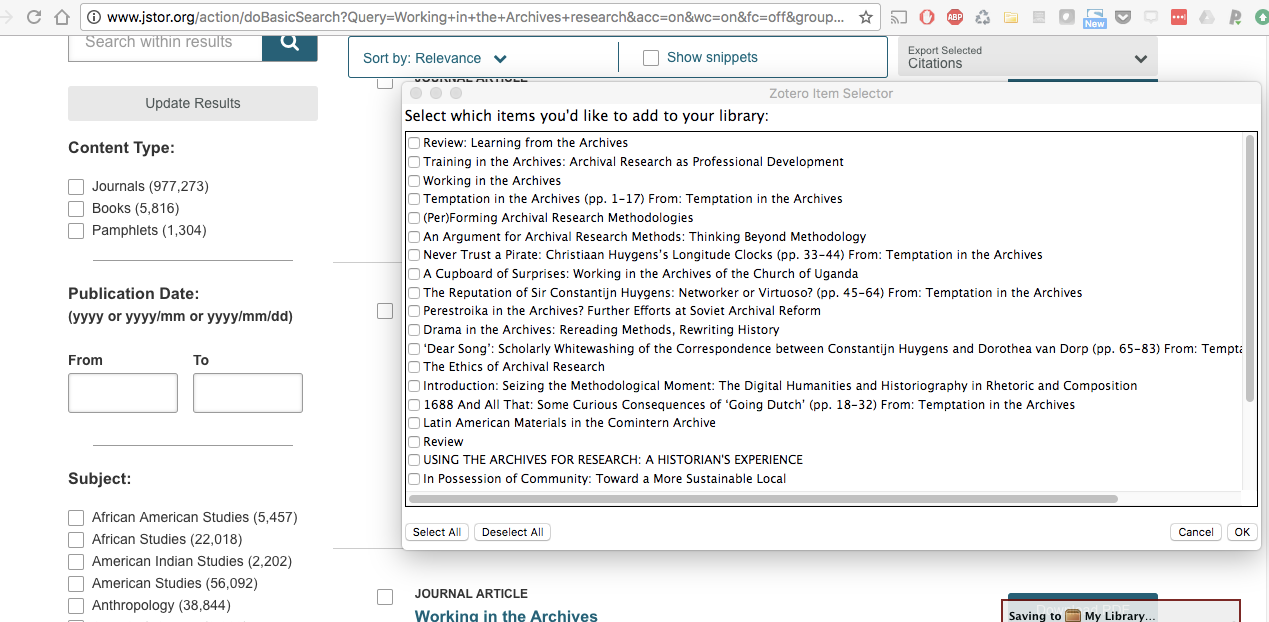 www.jstor.org/action/doBasicSearch?Query=Working+in+the+Archives+research&acc=on&wc=on&fc=off&group...
ABP
New
Search within results
Sort by: Relevance
Show snippets
Export Selected
Citations
JOURNAL ARTICLE
Update Results
Content Type:
Journals (977,273)
Books (5,816)
Pamphlets (1,304)
Publication Date:
(yyyy or yyyy/mm or yyyy/mm/dd)
From To
Subject:
African American Studies (5,457)
African Studies (22,018)
American Indian Studies (2,202)
American Studies (56,092)
Anthropology (38,844)
Zotero Item Selector
Select which items you'd like to add to your library:
Review: Learning from the Archives
Training in the Archives: Archival Research as Professional Development
Working in the Archives
Temptation in the Archives (pp. 1–17) From: Temptation in the Archives
(Per)Forming Archival Research Methodologies
An Argument for Archival Research Methods: Thinking Beyond Methodology
Never Trust a Pirate: Christiaan Huygens’s Longitude Clocks (pp. 33–44) From: Temptation in the Archives
A Cupboard of Surprises: Working in the Archives of the Church of Uganda
The Reputation of Sir Constantijn Huygens: Networker or Virtuoso? (pp. 45–64) From: Temptation in the Archives
Perestroika in the Archives? Further Efforts at Soviet Archival Reform
Drama in the Archives: Rereading Methods, Rewriting History
‘Dear Song’: Scholarly Whitewashing of the Correspondence between Constantijn Huygens and Dorothea van Dorp (pp. 65–83) From: Tempta
The Ethics of Archival Research
Introduction: Seizing the Methodological Moment: The Digital Humanities and Historiography in Rhetoric and Composition
1688 And All That: Some Curious Consequences of ‘Going Dutch’ (pp. 18–32) From: Temptation in the Archives
Latin American Materials in the Comintern Archive
Review
USING THE ARCHIVES FOR RESEARCH: A HISTORIAN'S EXPERIENCE
In Possession of Community: Toward a More Sustainable Local
Select All Deselect All Cancel OK
JOURNAL ARTICLE
Working in the Archives
Download PDF
Saving to My Library...